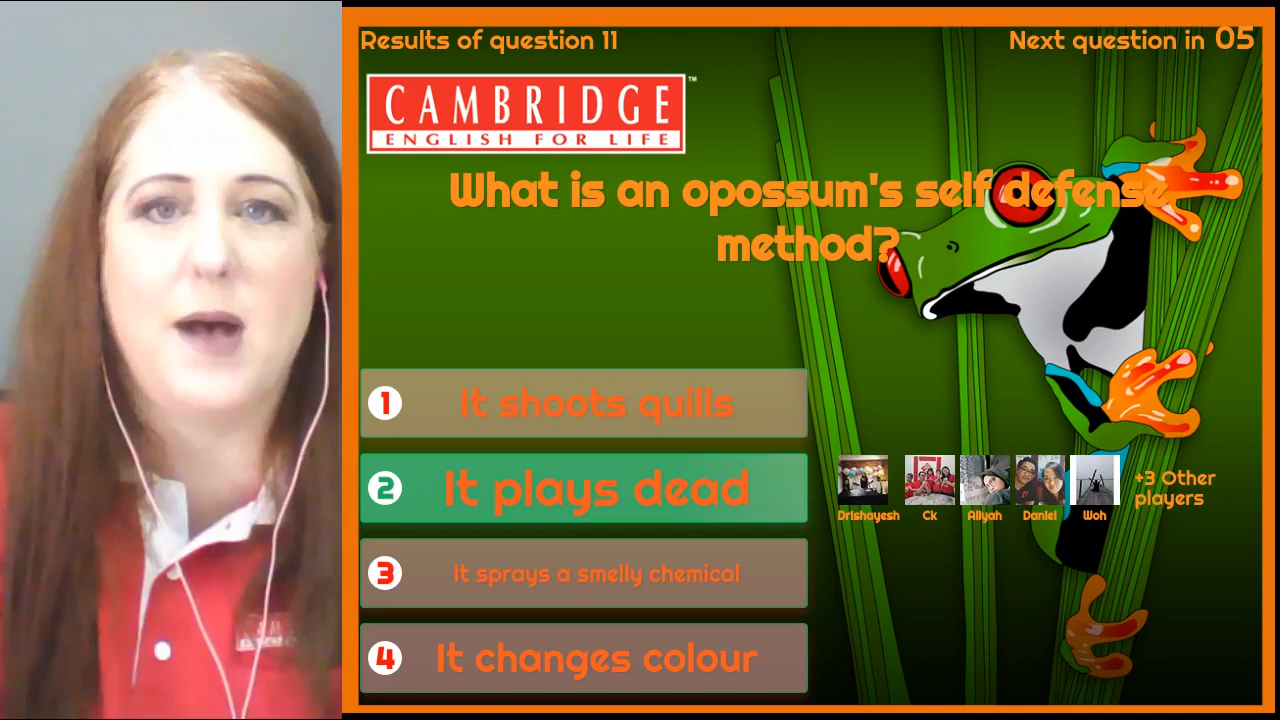 Results of question 11
Next question in 05
CAMBRIDGE™
ENGLISH FOR LIFE
What is an opossum's self defense
method?
1 It shoots quills
2 It plays dead
3 It sprays a smelly chemical
4 It changes colour
Drishayesh Ck Aliyah Daniel Woh
+3 Other
players